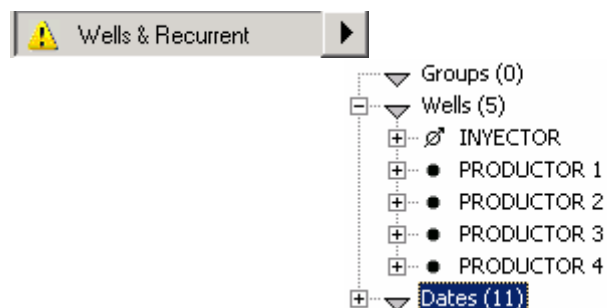 Wells & Recurrent
Groups (0)
Wells (5)
INYECTOR
PRODUCTOR 1
PRODUCTOR 2
PRODUCTOR 3
PRODUCTOR 4
Dates (11)